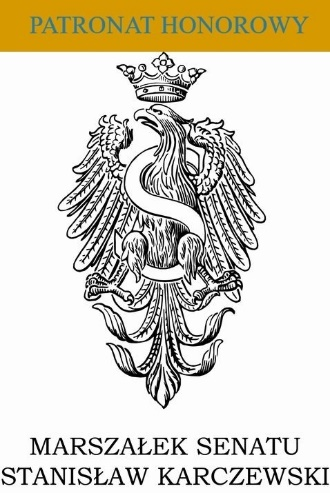 PATRONAT HONOROWY
MARSZAŁEK SENATU
STANISŁAW KARCZEWSKI